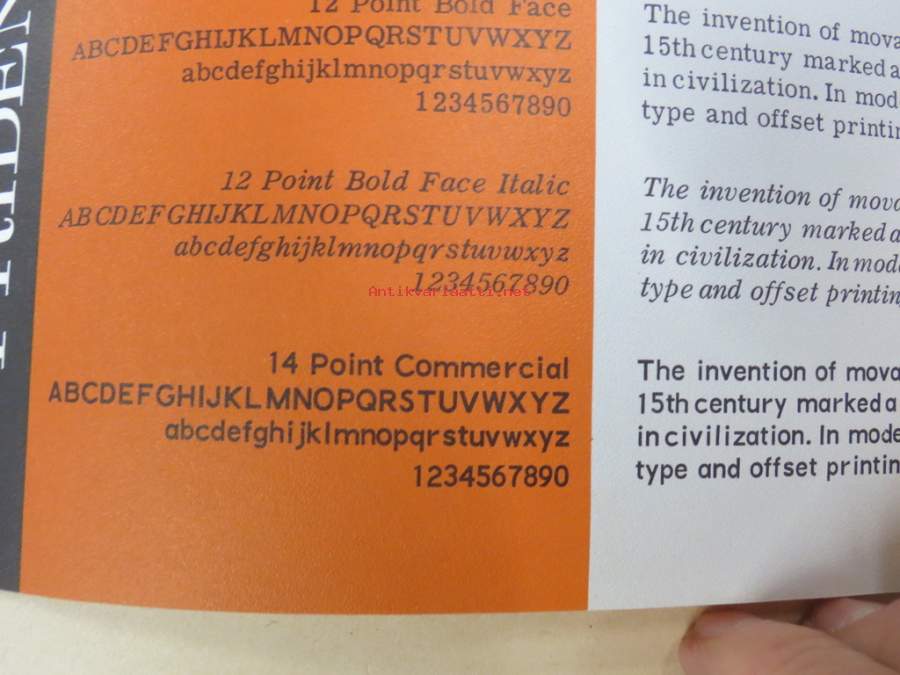 12 Point Bold Face
ABCDEFGHIJKLMNOPQRSTUVWXYZ
abcdefghijklmnopqrstuvwxyz
1234567890
12 Point Bold Face Italic
ABCDEFGHIJKLMNOPQRSTUVWXYZ
abcdefghijklmnopqrstuvwxyz
1234567890
Antikvariaatti.net
14 Point Commercial
ABCDEFGHIJKLMNOPQRSTUVWXYZ
abcdefghijklmnopqrstuvwxyz
1234567890
The invention of mova
15th century marked a
in civilization. In mod
type and offset printin
The invention of mova
15th century marked a
in civilization. In mod
type and offset printin
The invention of mova
15th century marked a
in civilization. In mode
type and offset printin